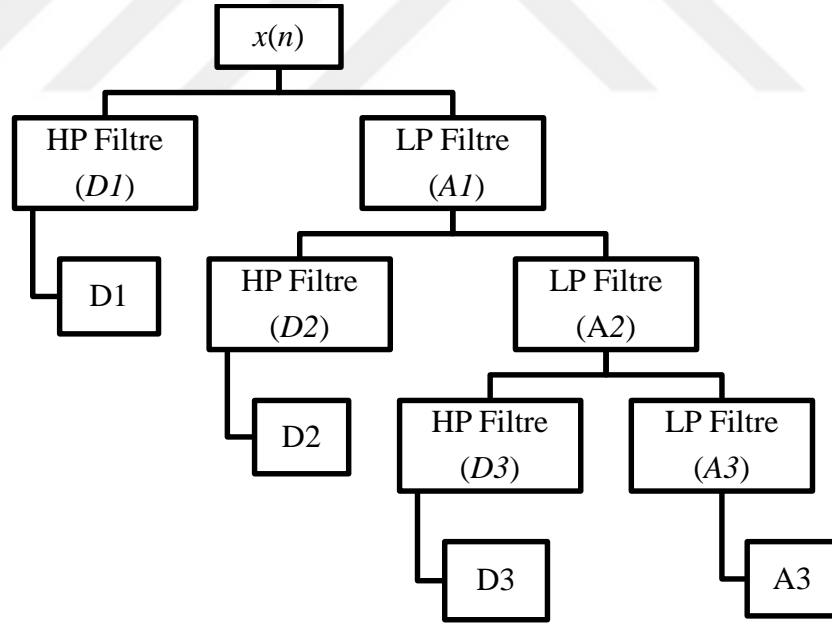 x(n)
HP Filtre
(D1)
LP Filtre
(A1)
D1
HP Filtre
(D2)
LP Filtre
(A2)
D2
HP Filtre
(D3)
LP Filtre
(A3)
D3
A3